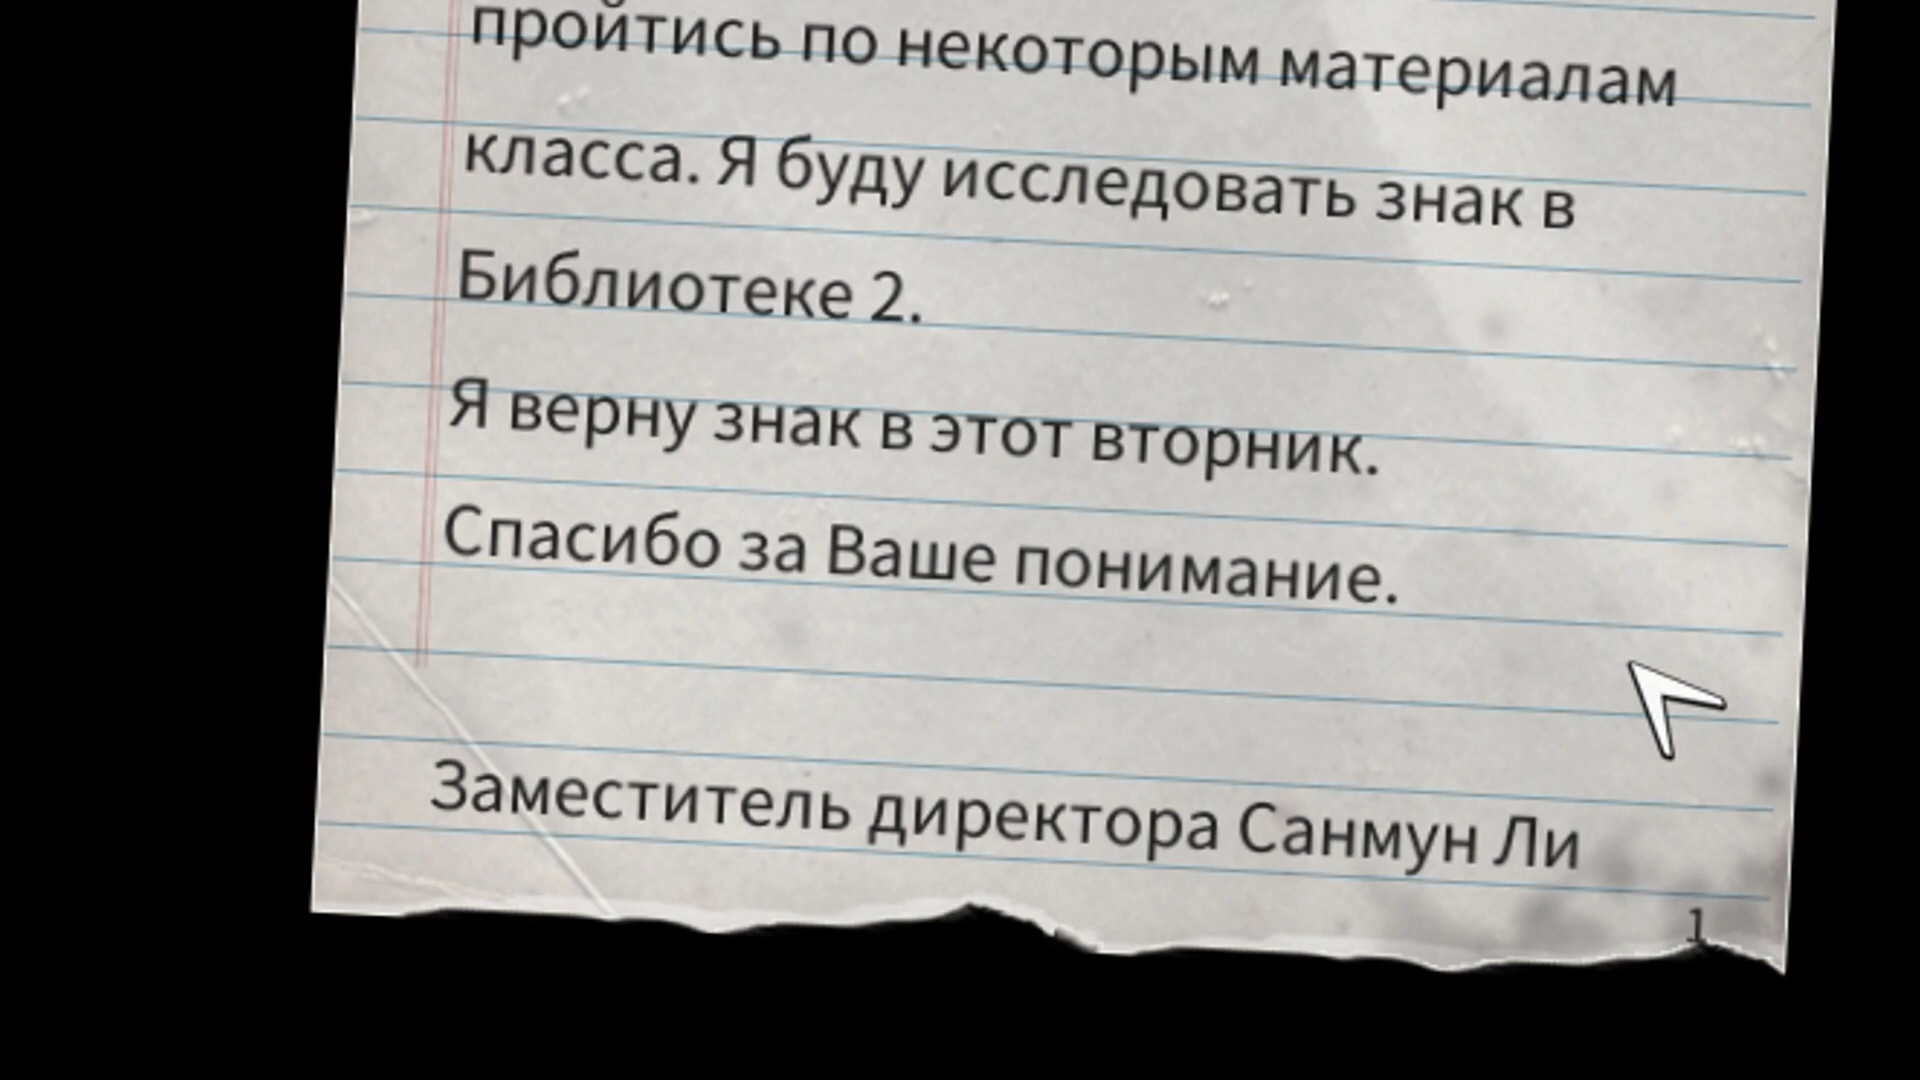 пройтись по некоторым материалам
класса. Я буду исследовать знак в
Библиотеке 2.
Я верну знак в этот вторник.
Спасибо за Ваше понимание.
Заместитель директора Санмун Ли
1